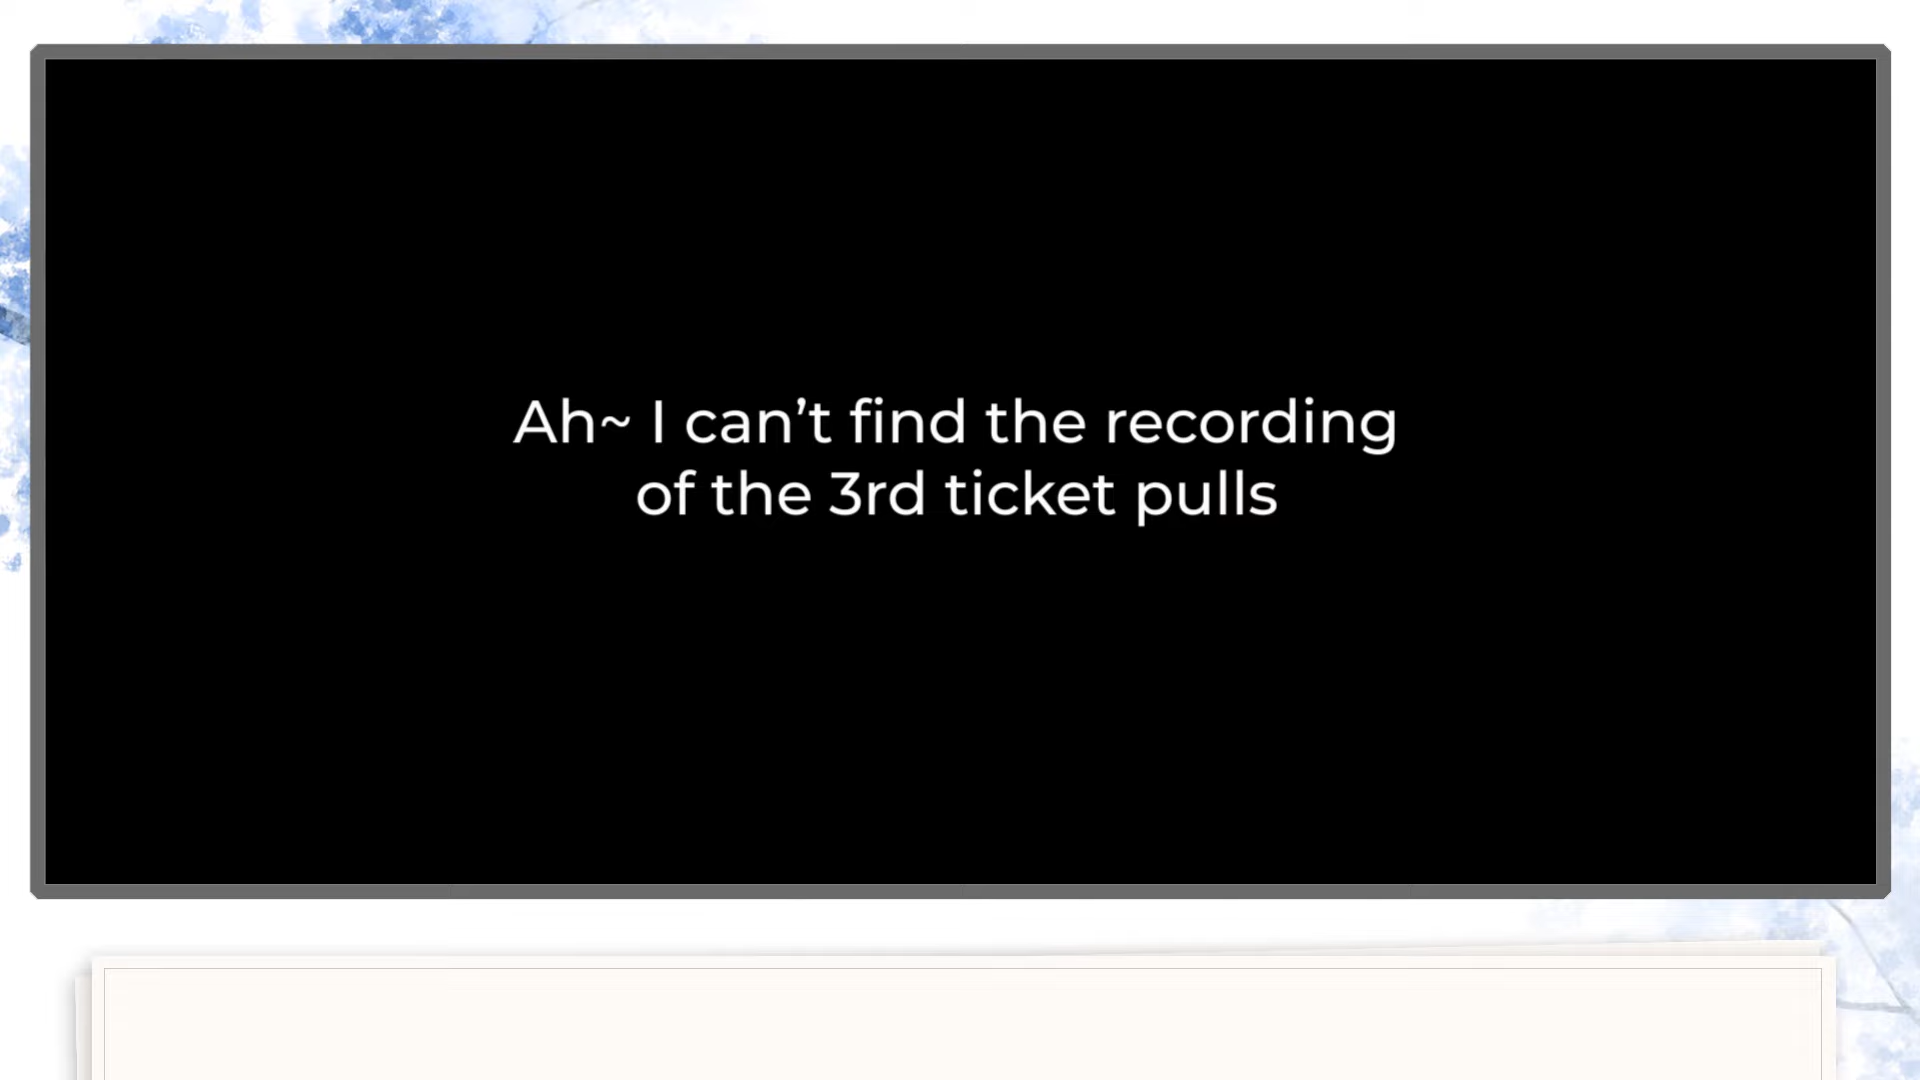 Ah~ I can’t find the recording
of the 3rd ticket pulls